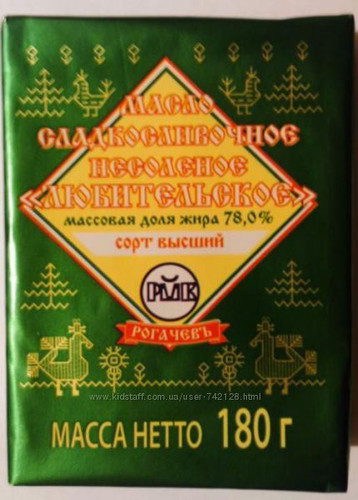 МАСЛО
СЛАДКОСЛИВОЧНОЕ
НЕСОЛЕНОЕ
«ЛЮБИТЕЛЬСКОЕ»
массовая доля жира 78,0%
сорт высший
РМК
РОГАЧЕВЪ
www.kidstaff.com.ua/user-742128.html
МАССА НЕТТО 180 г